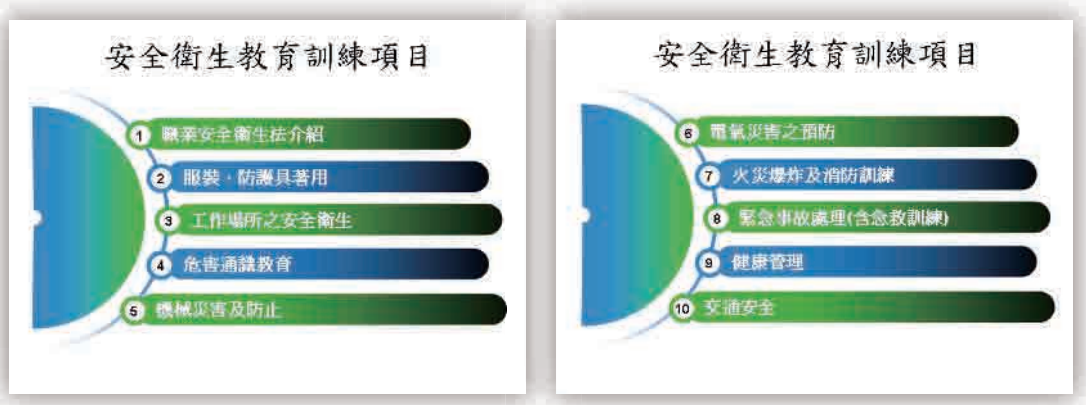 安全衛生教育訓練項目
1 職業安全衛生法介紹
2 服裝、防護具著用
3 工作場所之安全衛生
4 危害通識教育
5 機械災害及防止
安全衛生教育訓練項目
6 電氣災害之預防
7 火災爆炸及消防訓練
8 緊急事故處理(含急救訓練)
9 健康管理
10 交通安全